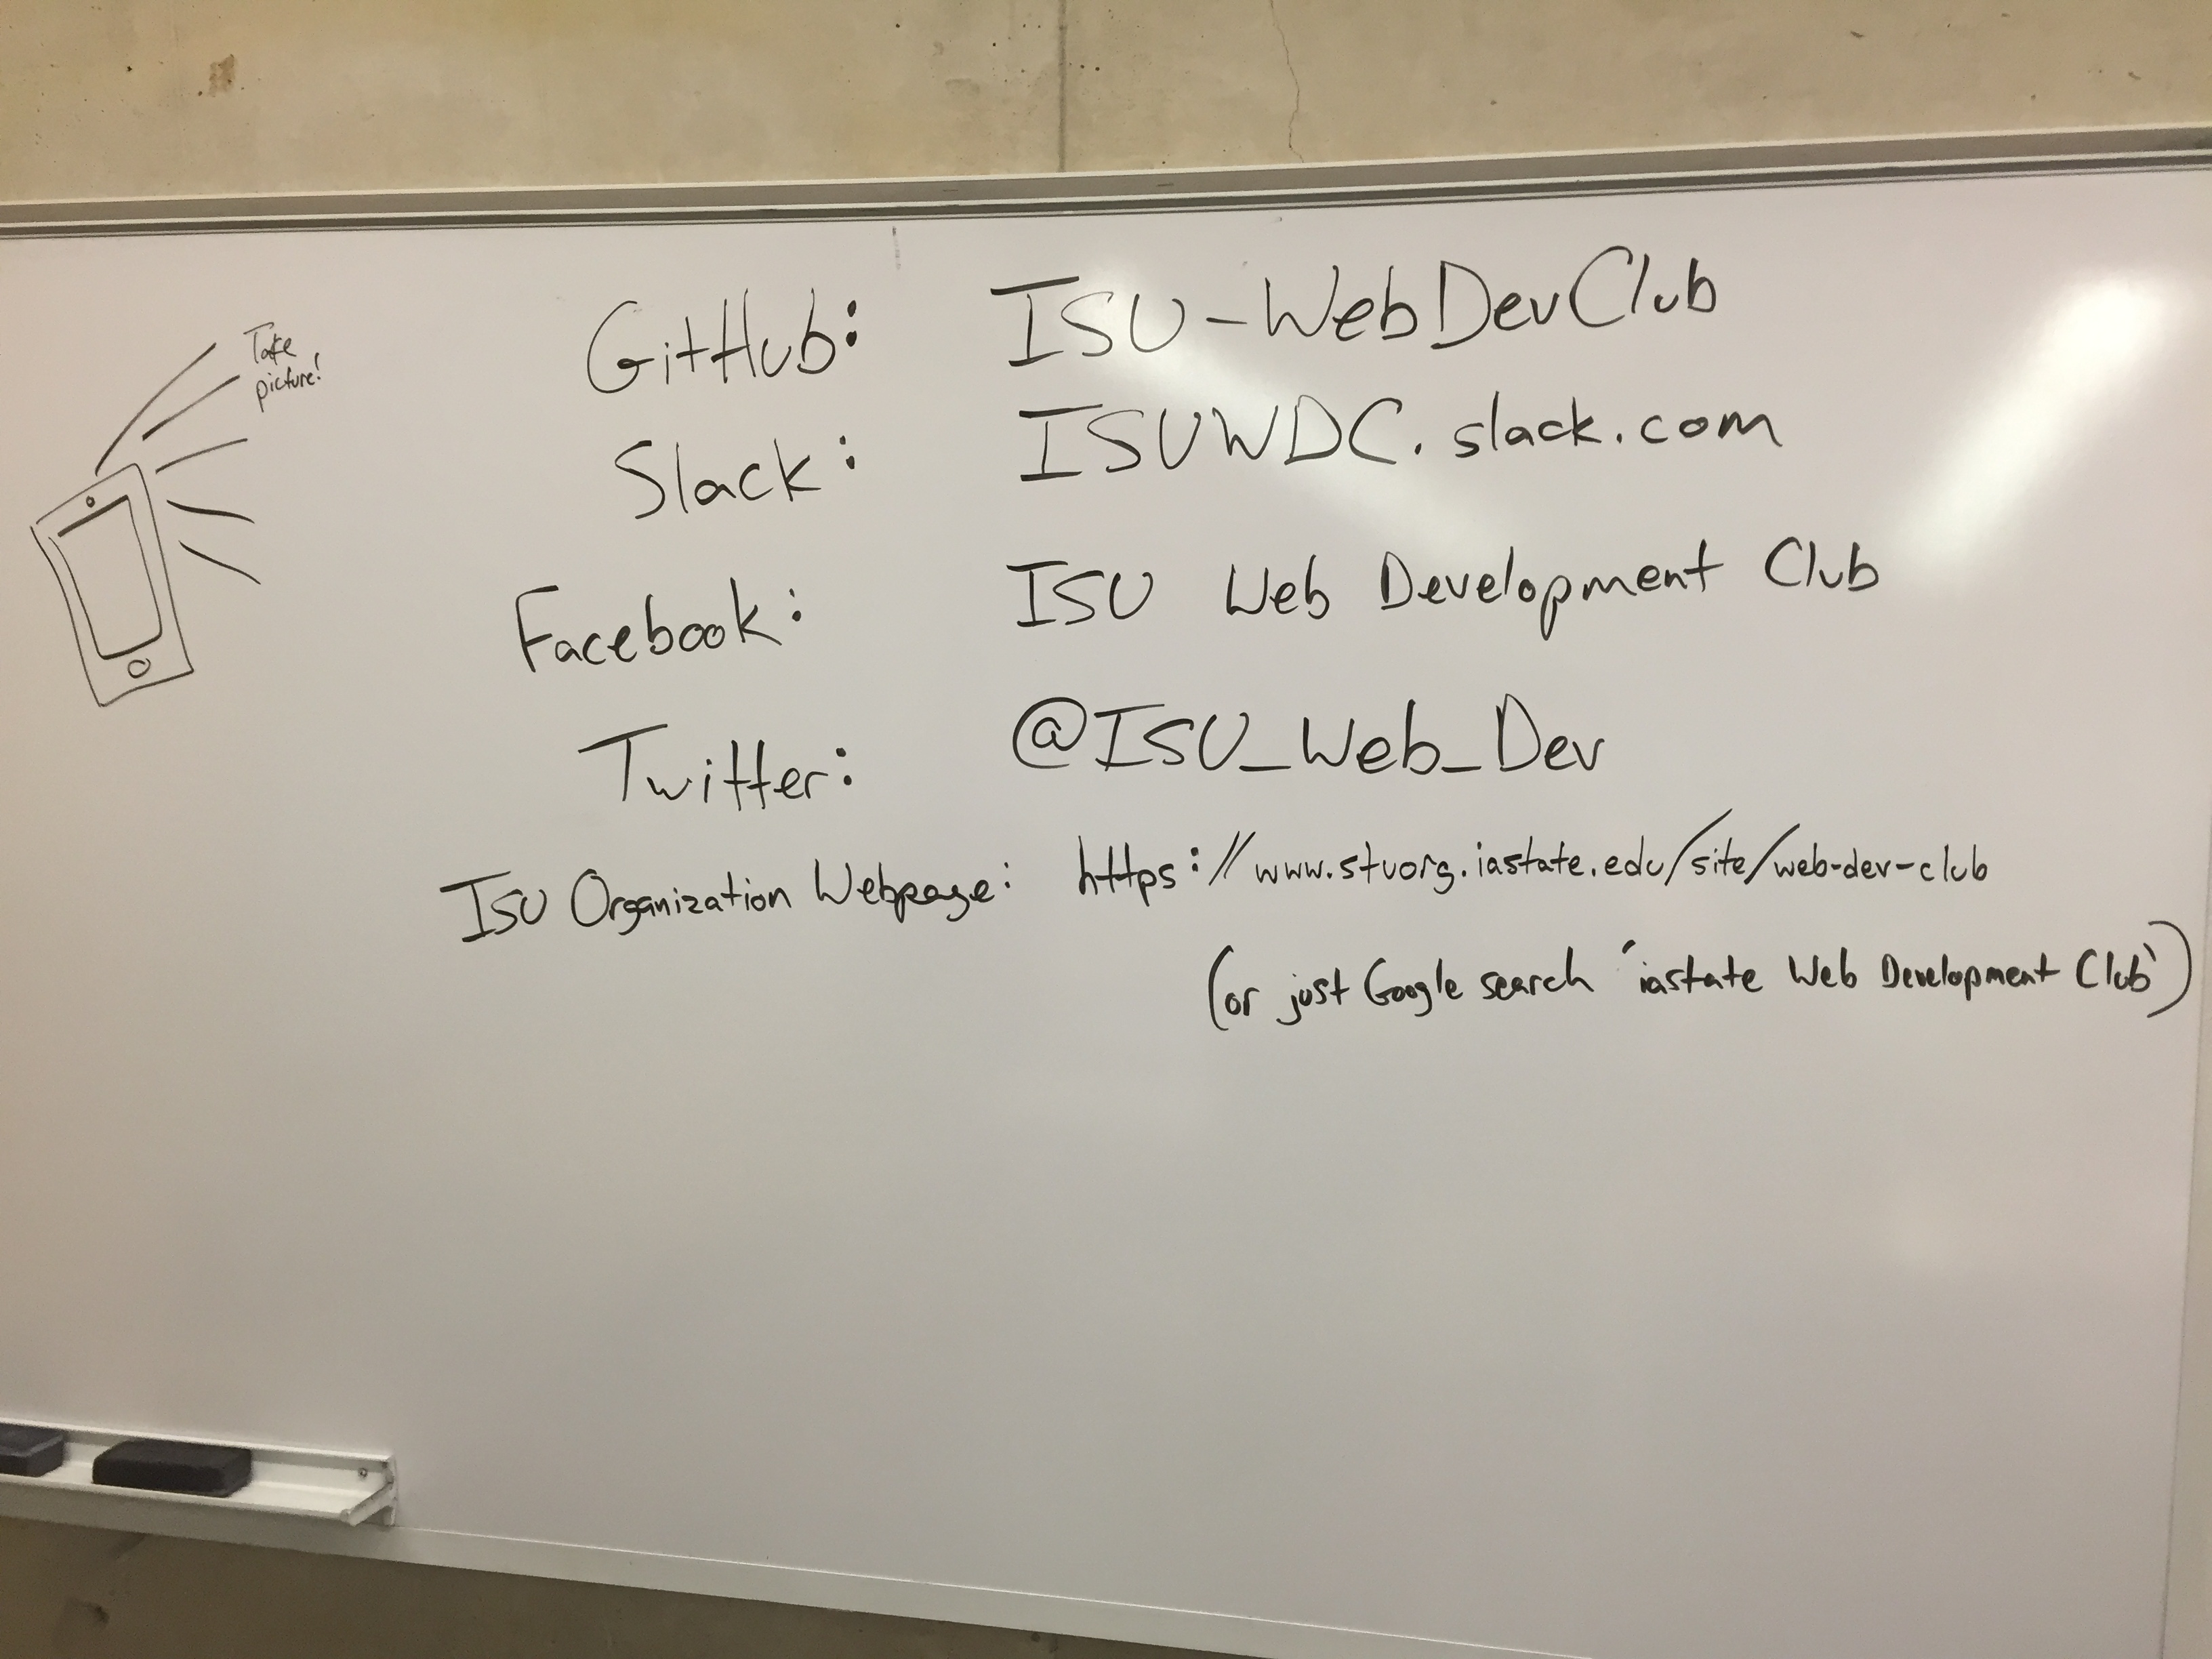 Take
picture!
GitHub: ISU-WebDevClub
Slack: ISUWDC.slack.com
Facebook: ISU Web Development Club
Twitter: @ISU_Web_Dev
ISU Organization Webpage: https://www.stuorg.iastate.edu/site/web-dev-club
(or just Google search 'iastate Web Development Club')